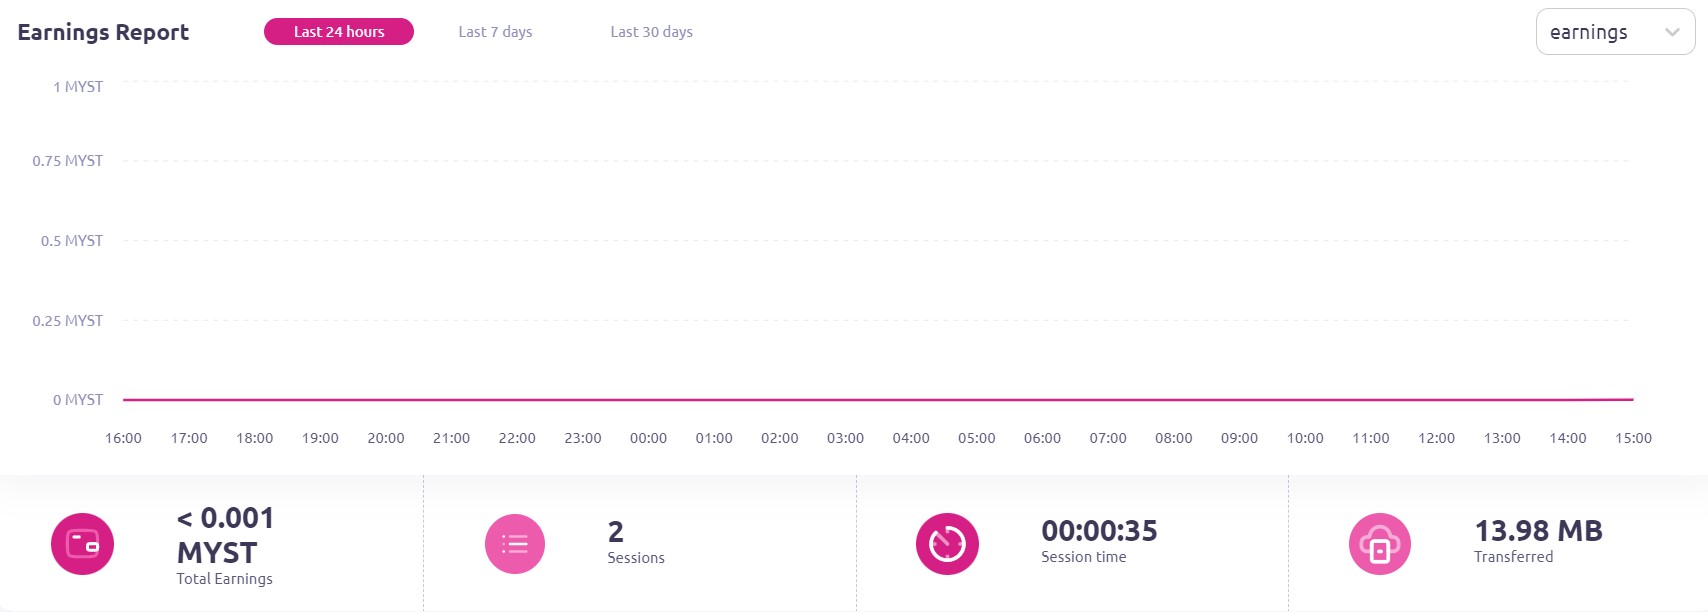 Earnings Report
Last 24 hours
Last 7 days
Last 30 days
earnings
1 MYST
0.75 MYST
0.5 MYST
0.25 MYST
0 MYST
16:00 17:00 18:00 19:00 20:00 21:00 22:00 23:00 00:00 01:00 02:00 03:00 04:00 05:00 06:00 07:00 08:00 09:00 10:00 11:00 12:00 13:00 14:00 15:00
< 0.001
MYST
Total Earnings
2
Sessions
00:00:35
Session time
13.98 MB
Transferred